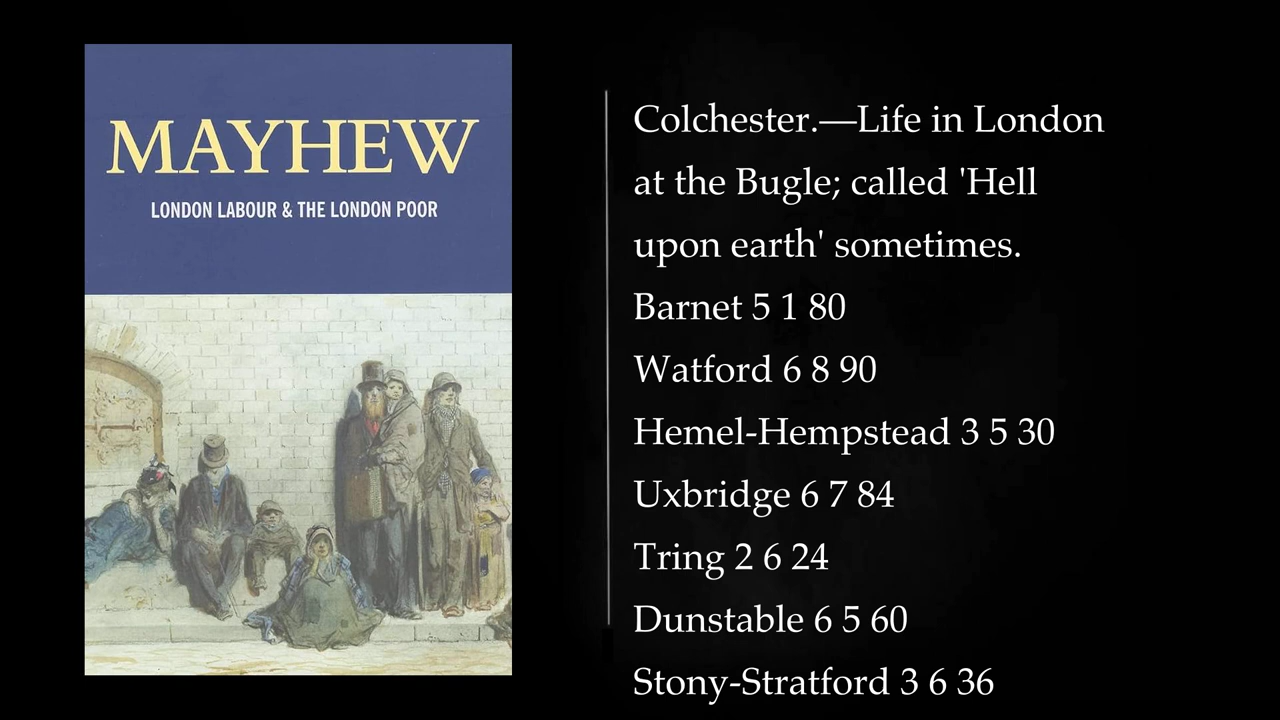 MAYHEW
LONDON LABOUR & THE LONDON POOR
Colchester.—Life in London
at the Bugle; called 'Hell
upon earth' sometimes.
Barnet 5 1 80
Watford 6 8 90
Hemel-Hempstead 3 5 30
Uxbridge 6 7 84
Tring 2 6 24
Dunstable 6 5 60
Stony-Stratford 3 6 36